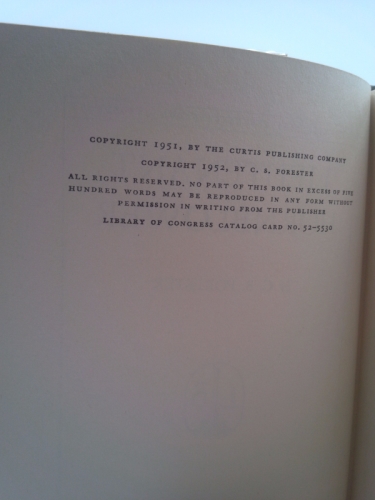 COPYRIGHT 1951, BY THE CURTIS PUBLISHING COMPANY
COPYRIGHT 1952, BY C. S. FORESTER
ALL RIGHTS RESERVED. NO PART OF THIS BOOK IN EXCESS OF FIVE
HUNDRED WORDS MAY BE REPRODUCED IN ANY FORM WITHOUT
PERMISSION IN WRITING FROM THE PUBLISHER
LIBRARY OF CONGRESS CATALOG CARD NO. 52-5530